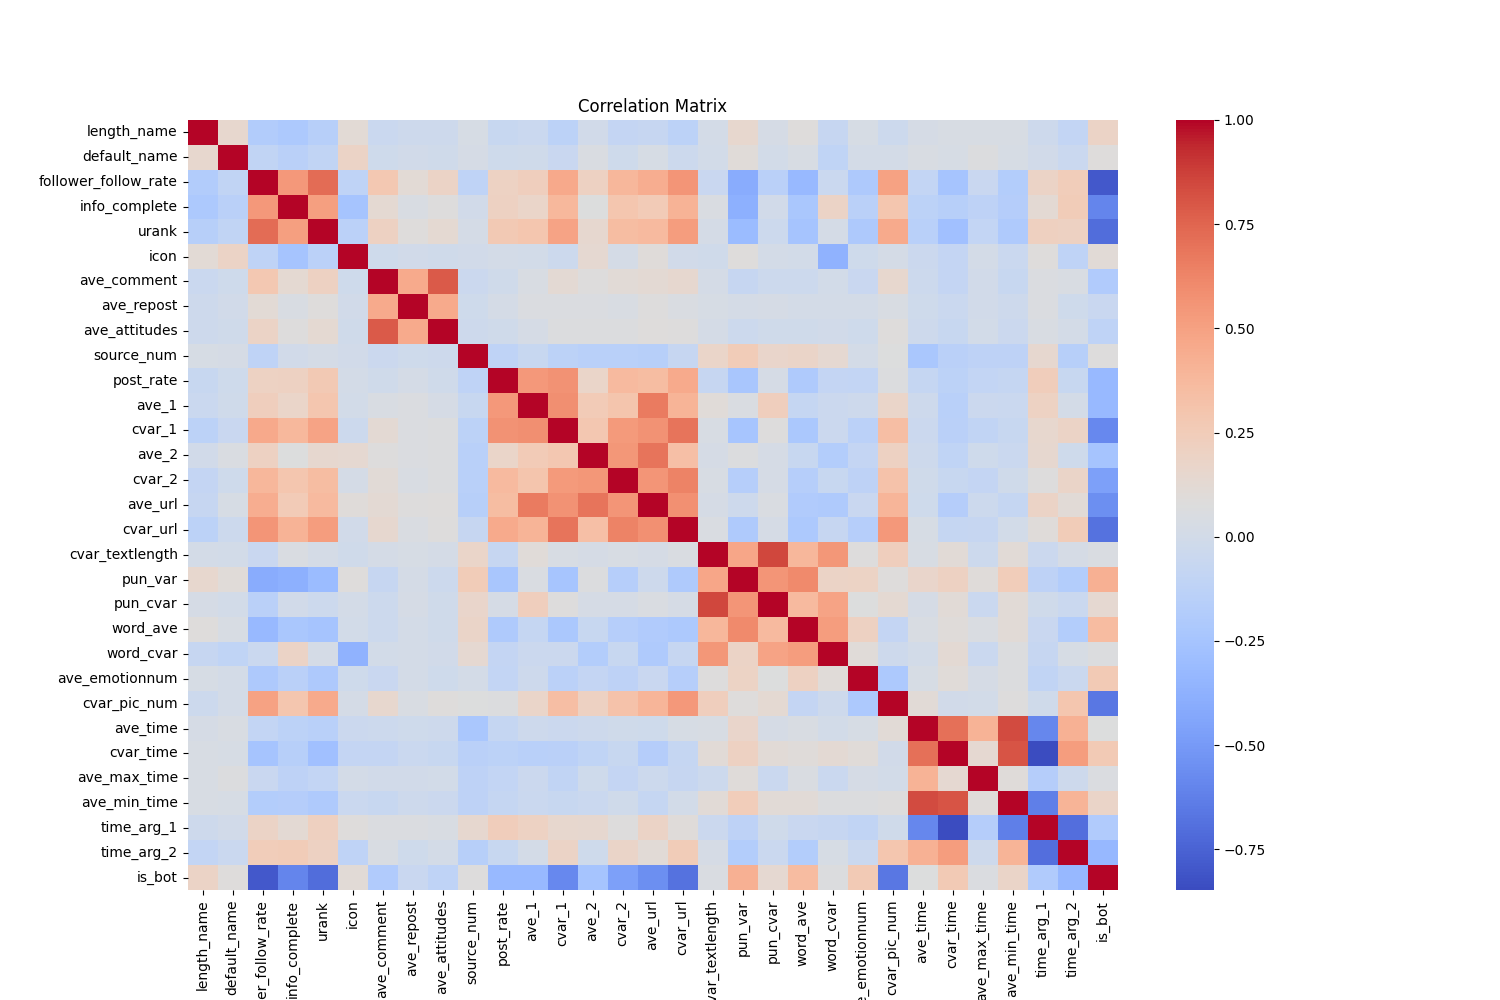 Correlation Matrix
length_name
default_name
follower_follow_rate
info_complete
urank
icon
ave_comment
ave_repost
ave_attitudes
source_num
post_rate
ave_1
cvar_1
ave_2
cvar_2
ave_url
cvar_url
cvar_textlength
pun_var
pun_cvar
word_ave
word_cvar
ave_emotionnum
cvar_pic_num
ave_time
cvar_time
ave_max_time
ave_min_time
time_arg_1
time_arg_2
is_bot
length_name
default_name
er_follow_rate
info_complete
urank
icon
ave_comment
ave_repost
ave_attitudes
source_num
post_rate
ave_1
cvar_1
ave_2
cvar_2
ave_url
cvar_url
var_textlength
pun_var
pun_cvar
word_ave
word_cvar
e_emotionnum
cvar_pic_num
ave_time
cvar_time
ave_max_time
ave_min_time
time_arg_1
time_arg_2
is_bot
1.00
0.75
0.50
0.25
0.00
−0.25
−0.50
−0.75